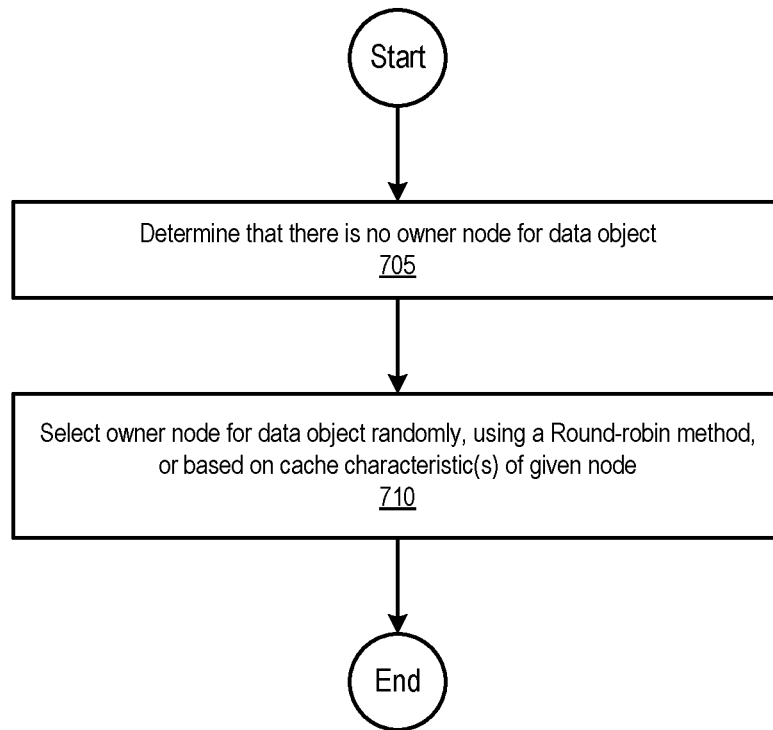 Start
Determine that there is no owner node for data object
705
Select owner node for data object randomly, using a Round-robin method,
or based on cache characteristic(s) of given node
710
End